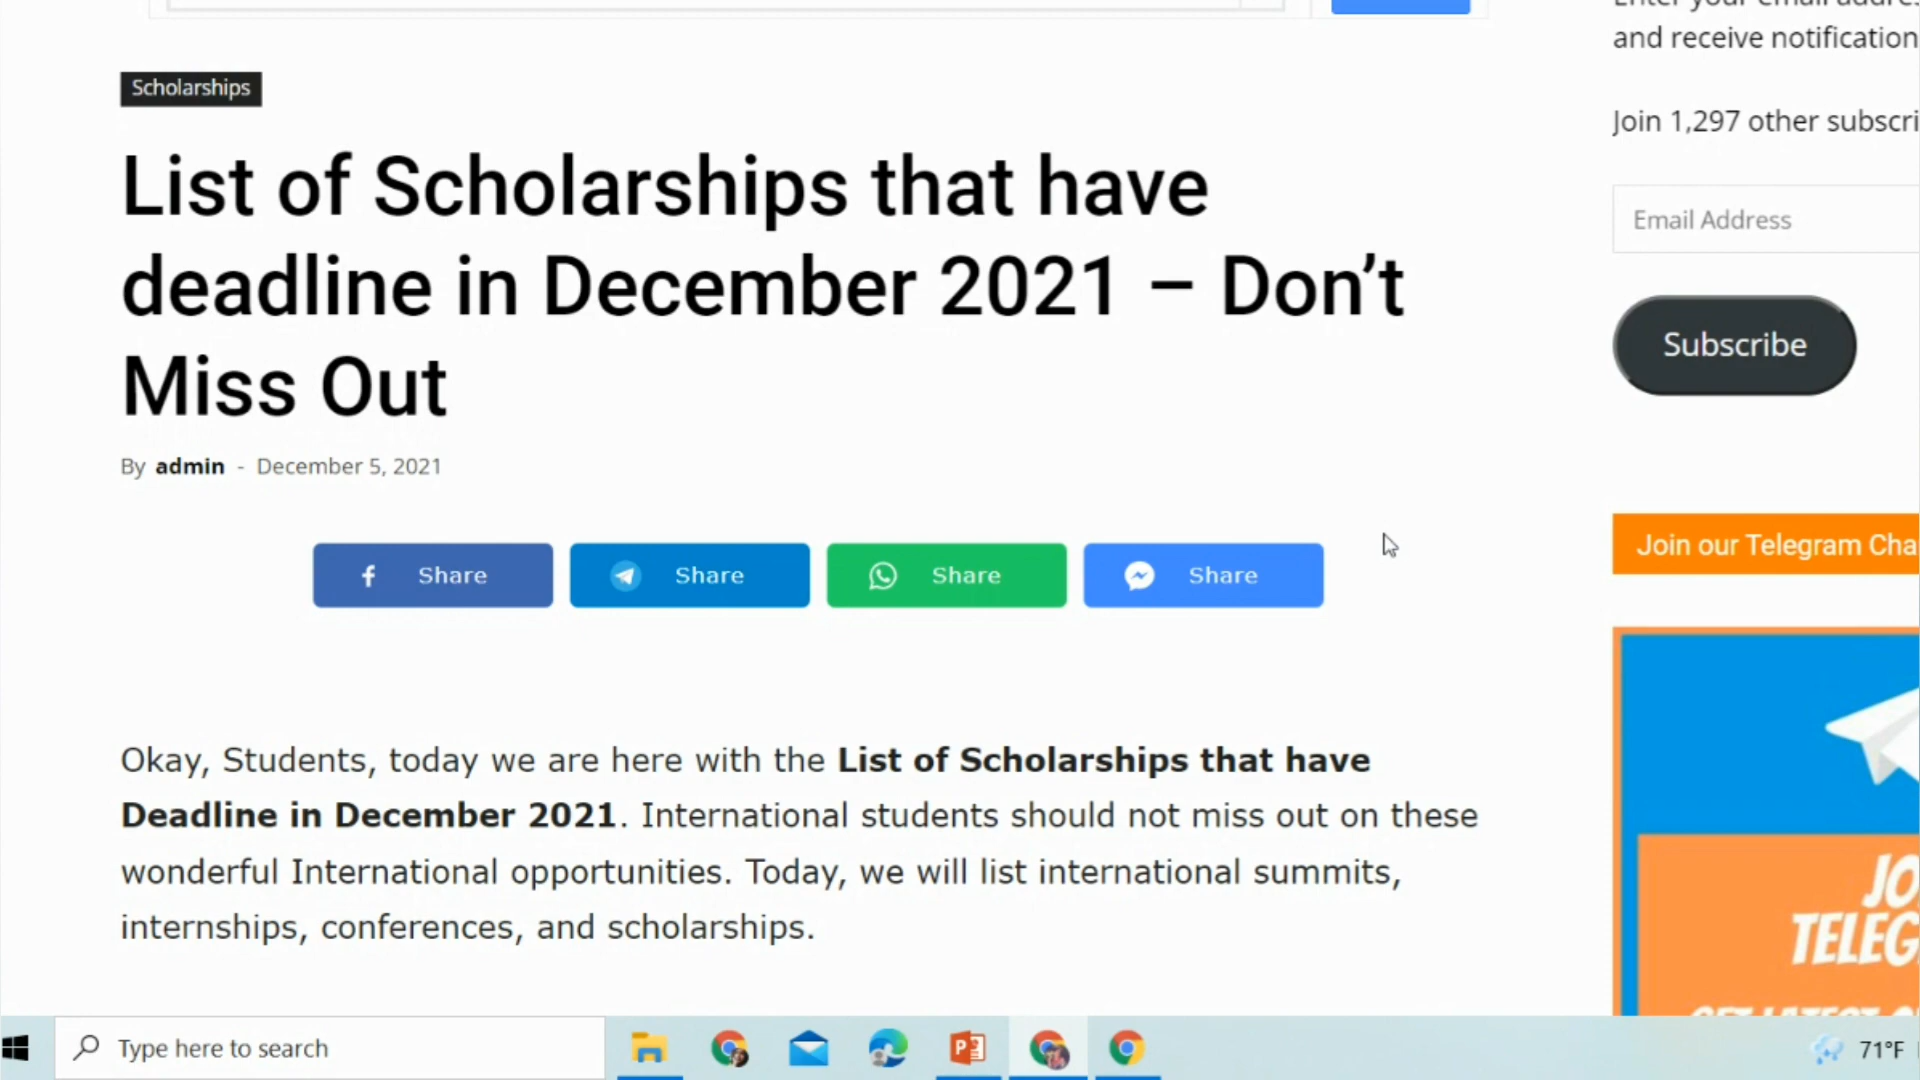 and receive notification
Join 1,297 other subscri
Email Address
Subscribe
Join our Telegram Cha
Scholarships
List of Scholarships that have
deadline in December 2021 – Don’t
Miss Out
By admin - December 5, 2021
Share
Share
Share
Share
Okay, Students, today we are here with the List of Scholarships that have
Deadline in December 2021. International students should not miss out on these
wonderful International opportunities. Today, we will list international summits,
internships, conferences, and scholarships.
JO
TELEG
Type here to search
71°F